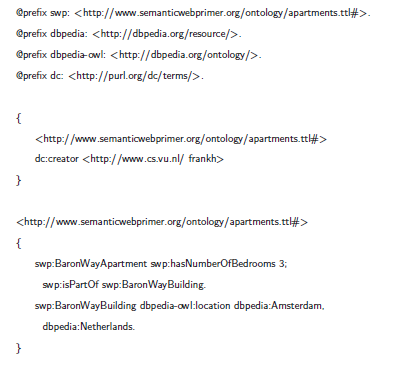 @prefix swp: <http://www.semanticwebprimer.org/ontology/apartments.ttl#>.
@prefix dbpedia: <http://dbpedia.org/resource/>.
@prefix dbpedia-owl: <http://dbpedia.org/ontology/>.
@prefix dc: <http://purl.org/dc/terms/>.
{
<http://www.semanticwebprimer.org/ontology/apartments.ttl#>
dc:creator <http://www.cs.vu.nl/ frankh>
}
<http://www.semanticwebprimer.org/ontology/apartments.ttl#>
{
swp:BaronWayApartment swp:hasNumberOfBedrooms 3;
swp:isPartOf swp:BaronWayBuilding.
swp:BaronWayBuilding dbpedia-owl:location dbpedia:Amsterdam,
dbpedia:Netherlands.
}